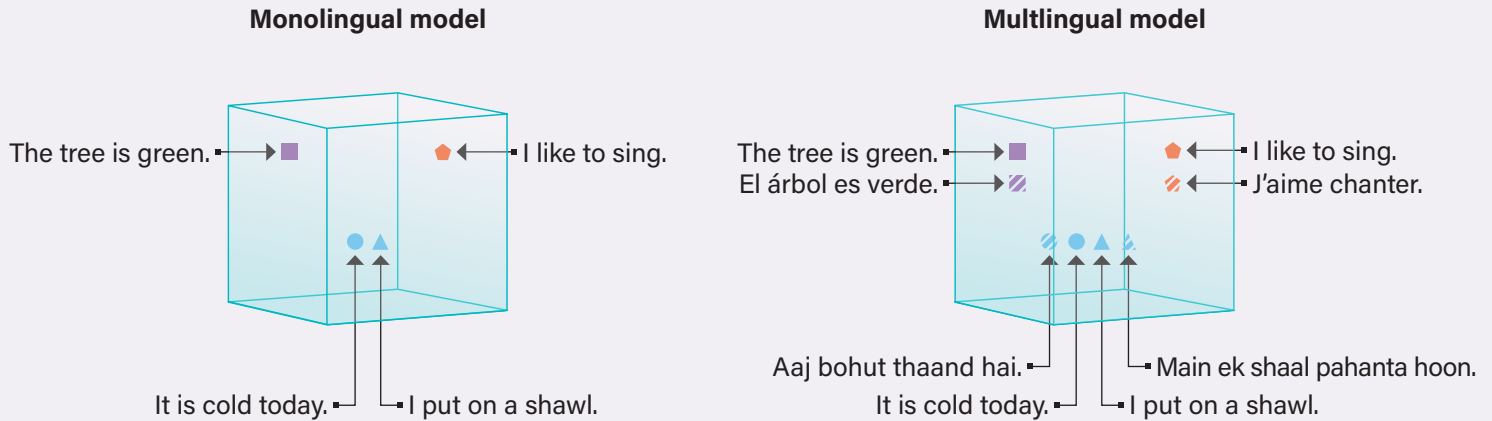 Monolingual model
The tree is green.
I like to sing.
It is cold today.
I put on a shawl.
Multlingual model
The tree is green.
El árbol es verde.
I like to sing.
J'aime chanter.
Aaj bohut thaand hai.
Main ek shaal pahanta hoon.
It is cold today.
I put on a shawl.